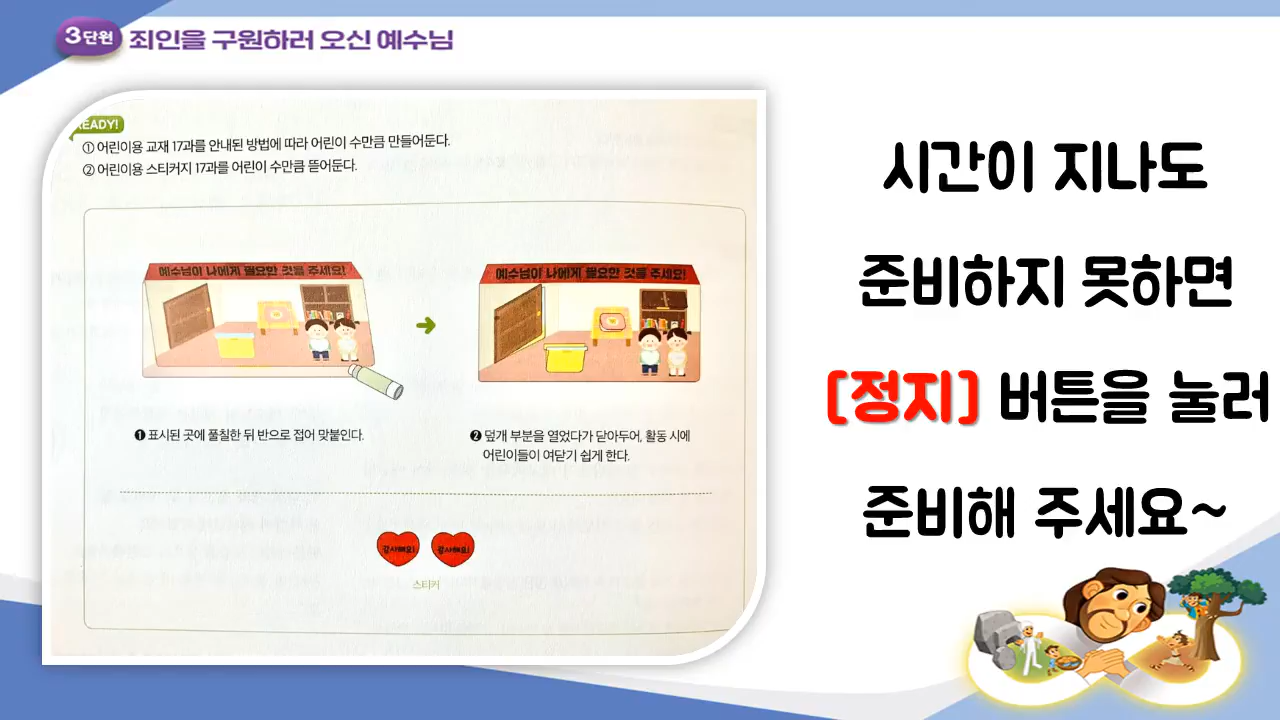 3단원 죄인을 구원하러 오신 예수님
READY!
① 어린이용 교재 17과를 안내된 방법에 따라 어린이 수만큼 만들어둔다.
② 어린이용 스티커지 17과를 어린이 수만큼 뜯어둔다.
예수님이 나에게 필요한 것을 주세요!
예수님이 나에게 필요한 것을 주세요!
❶ 표시된 곳에 풀칠한 뒤 반으로 접어 맞붙인다.
❷ 덮개 부분을 열었다가 닫아두어, 활동 시에
어린이들이 여닫기 쉽게 한다.
감사해요! 감사해요!
스티커
시간이 지나도
준비하지 못하면
[정지] 버튼을 눌러
준비해 주세요~